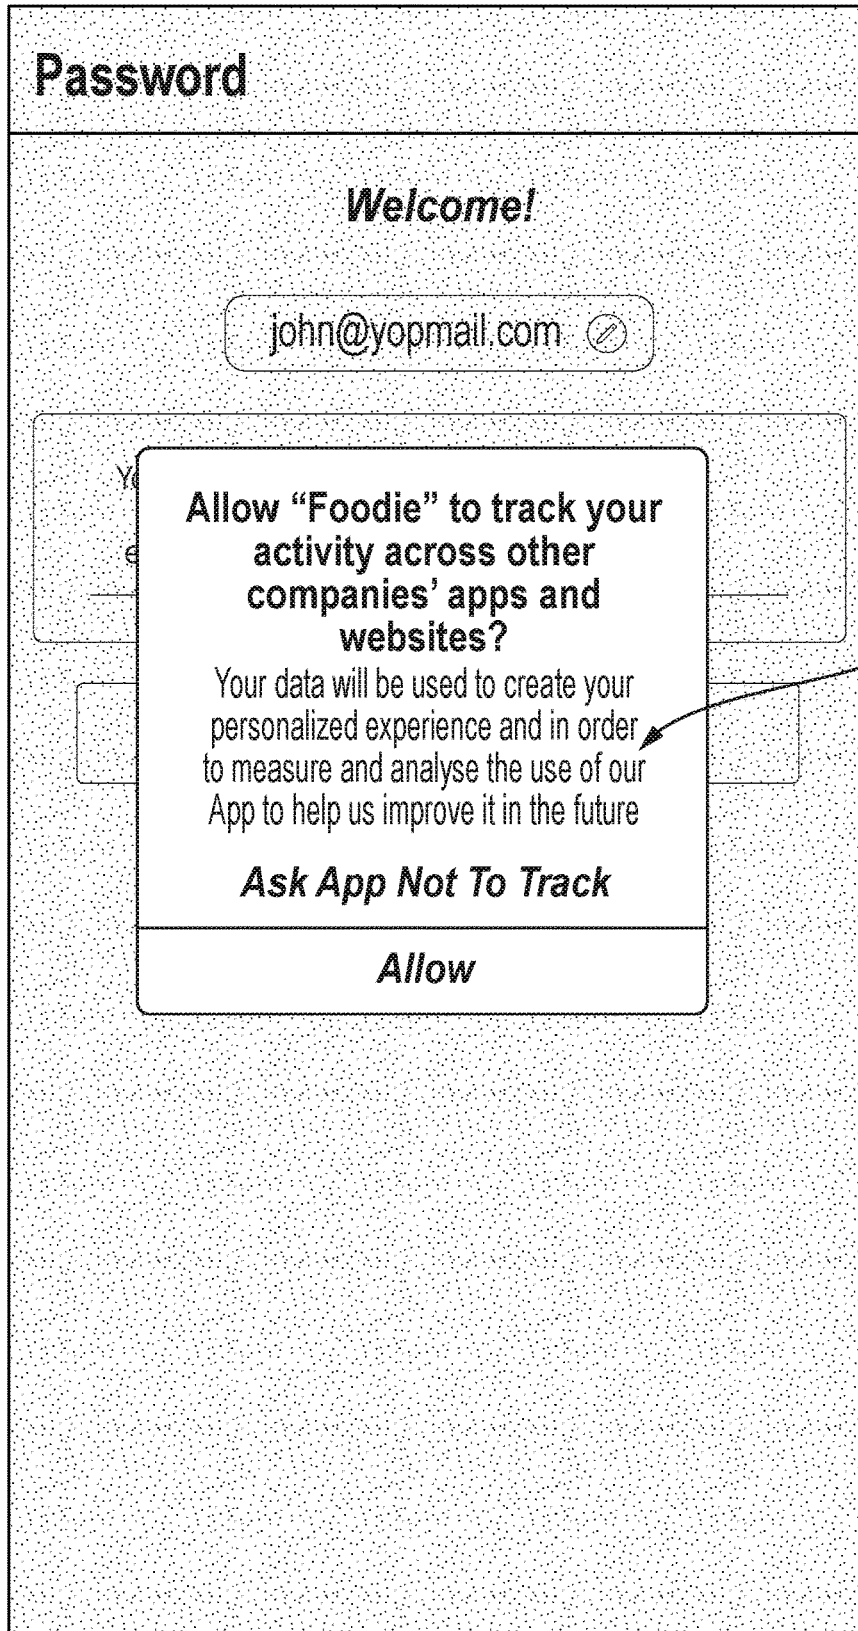 Password
Welcome!
john@yopmail.com
Allow “Foodie” to track your
activity across other
companies’ apps and
websites?
Your data will be used to create your
personalized experience and in order
to measure and analyse the use of our
App to help us improve it in the future
Ask App Not To Track
Allow